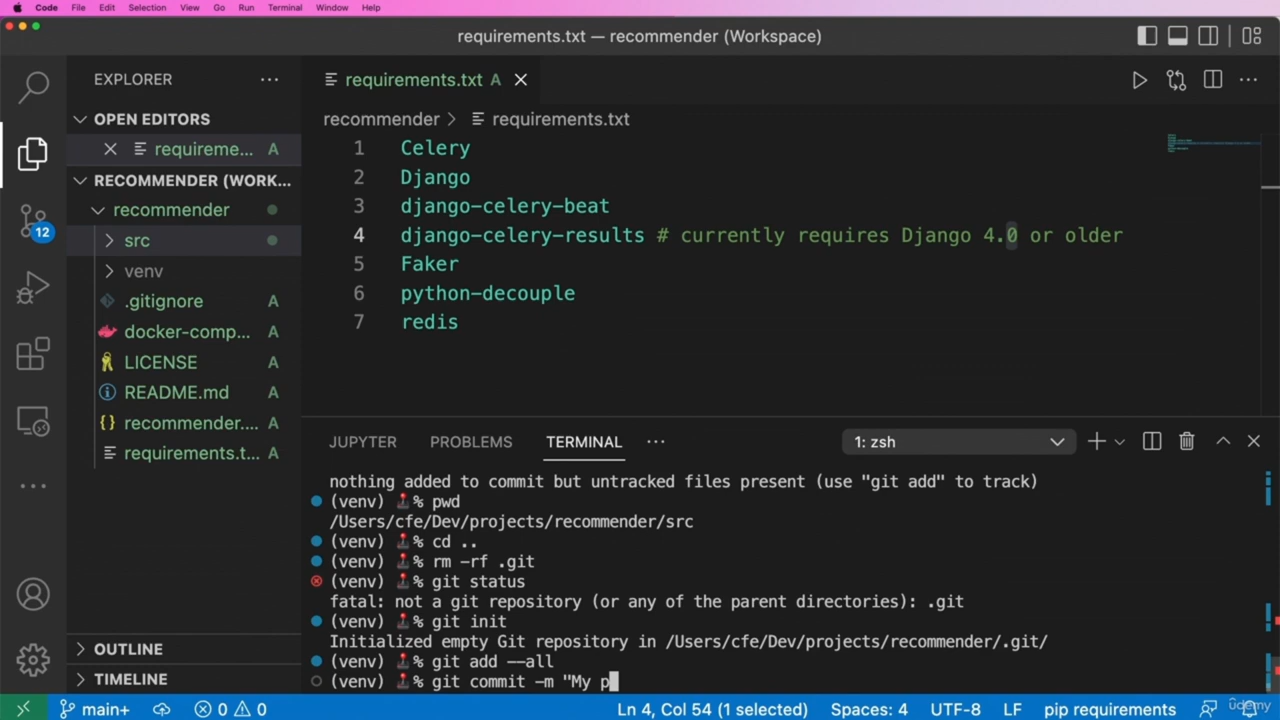 Code File Edit Selection View Go Run Terminal Window Help
requirements.txt — recommender (Workspace)
EXPLORER
OPEN EDITORS
requireme... A
RECOMMENDER (WORK...
recommender
src
venv
.gitignore A
docker-comp... A
LICENSE A
README.md A
recommender.... A
requirements.t... A
OUTLINE
TIMELINE
12
requirements.txt A
recommender > requirements.txt
1 Celery
2 Django
3 django-celery-beat
4 django-celery-results # currently requires Django 4.0 or older
5 Faker
6 python-decouple
7 redis
JUPYTER PROBLEMS TERMINAL 1: zsh
nothing added to commit but untracked files present (use "git add" to track)
(venv) % pwd
/Users/cfe/Dev/projects/recommender/src
(venv) % cd ..
(venv) % rm -rf .git
(venv) % git status
fatal: not a git repository (or any of the parent directories): .git
(venv) % git init
Initialized empty Git repository in /Users/cfe/Dev/projects/recommender/.git/
(venv) % git add --all
(venv) % git commit -m "My p
main+ 0 0 Ln 4, Col 54 (1 selected) Spaces: 4 UTF-8 LF pip requirements
udemy